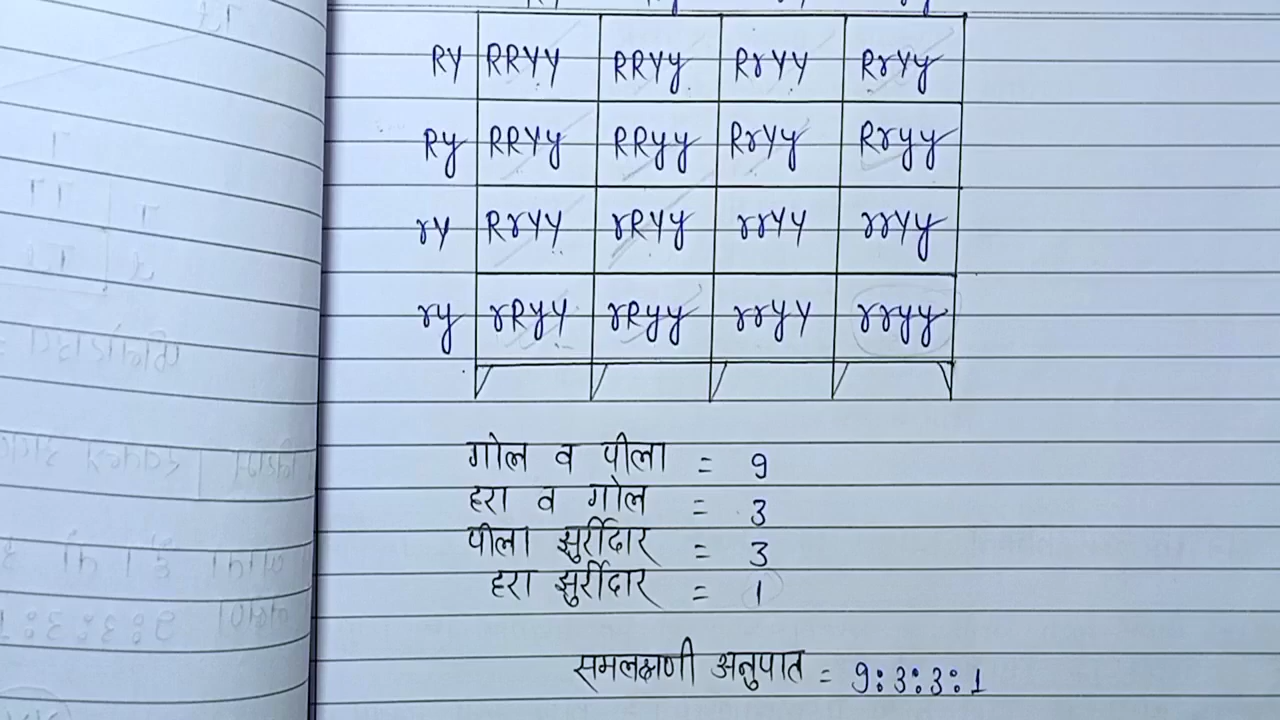 RY RRYY RRYy RrYY RrYy
Ry RRYy RRyy RrYy Rryy
rY RrYY rRYy rrYY rrYy
ry rRyY rRyy rryY rryy
गोल व पीला = 9
हरा व गोल = 3
पीला झुर्रीदार = 3
हरा झुर्रीदार = 1
समलक्षणी अनुपात = 9:3:3:1